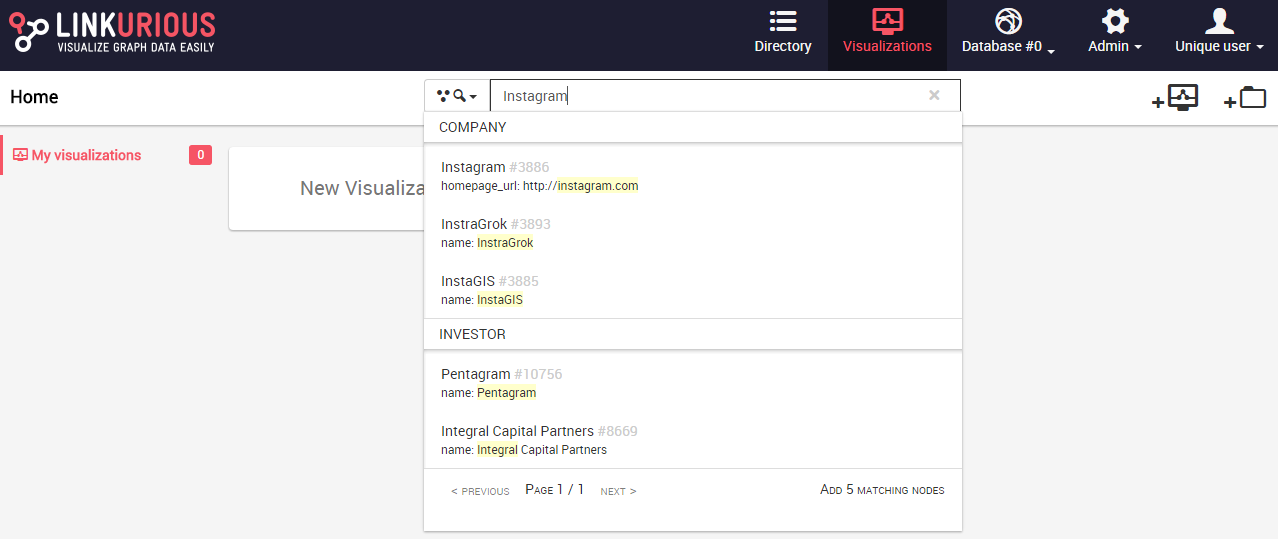 LINKURIOUS
VISUALIZE GRAPH DATA EASILY
Directory
Visualizations
Database #0
Admin
Unique user
Home
Instagram
My visualizations
0
New Visualiza
COMPANY
Instagram #3886
homepage_url: http://instagram.com
InstraGrok #3893
name: InstraGrok
InstaGIS #3885
name: InstaGIS
INVESTOR
Pentagram #10756
name: Pentagram
Integral Capital Partners #8669
name: Integral Capital Partners
< PREVIOUS PAGE 1 / 1 NEXT > ADD 5 MATCHING NODES